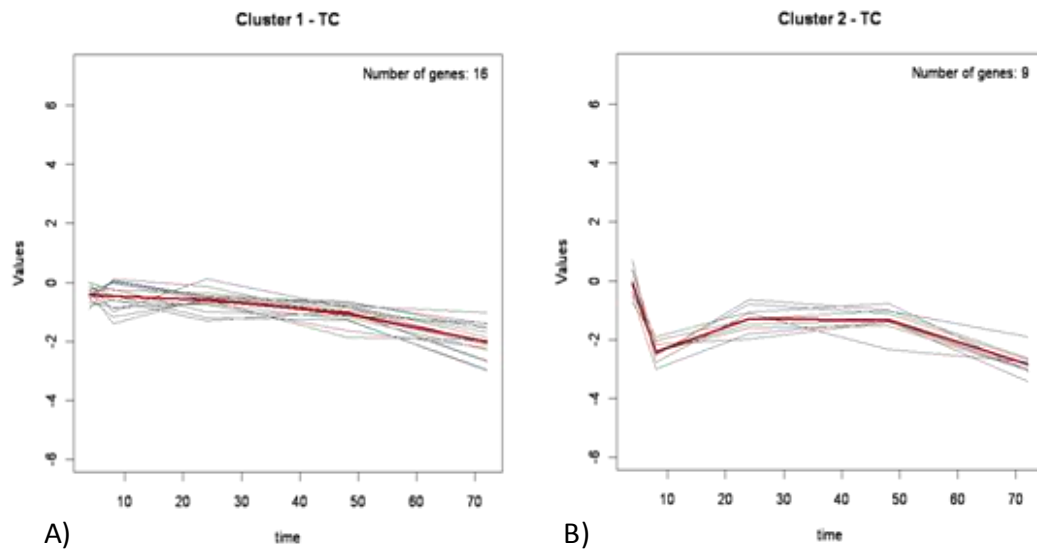 Cluster 1 - TC
Number of genes: 16
Values
6
4
2
0
-2
-4
-6
10 20 30 40 50 60 70
time
A)
Cluster 2 - TC
Number of genes: 9
Values
6
4
2
0
-2
-4
-6
10 20 30 40 50 60 70
time
B)